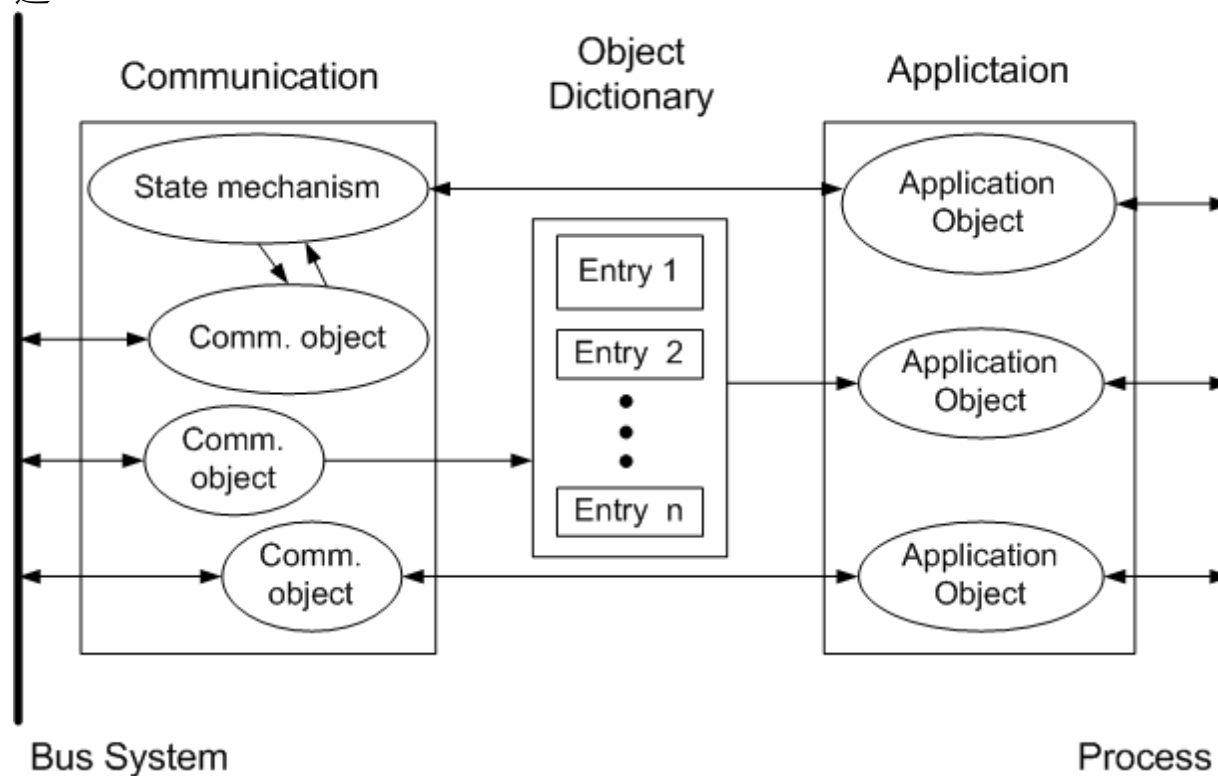 Communication
Object
Dictionary
Applictaion
State mechanism
Application
Object
Entry 1
Comm. object
Entry 2
Application
Object
Comm.
object
Entry n
Comm.
object
Application
Object
Bus System
Process